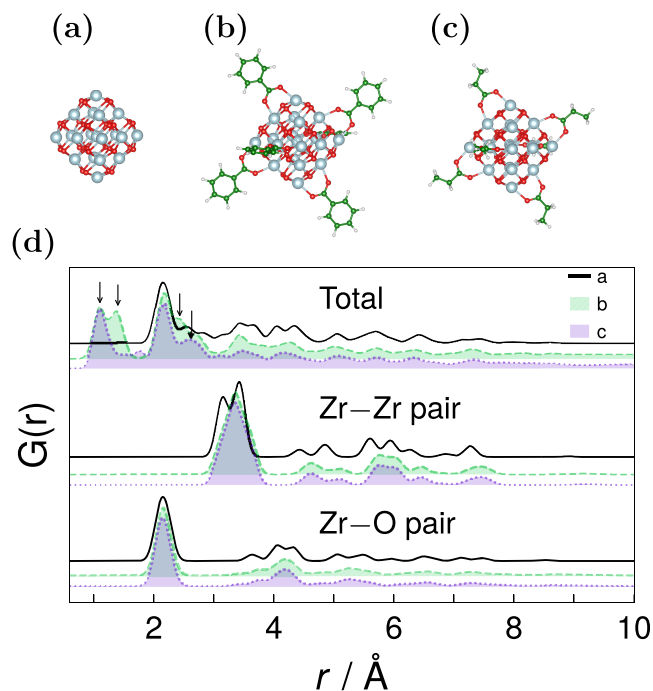 (a) (b) (c)
(d)
a
b
c
Total
Zr–Zr pair
Zr–O pair
G(r)
2 4 6 8 10
r / Å